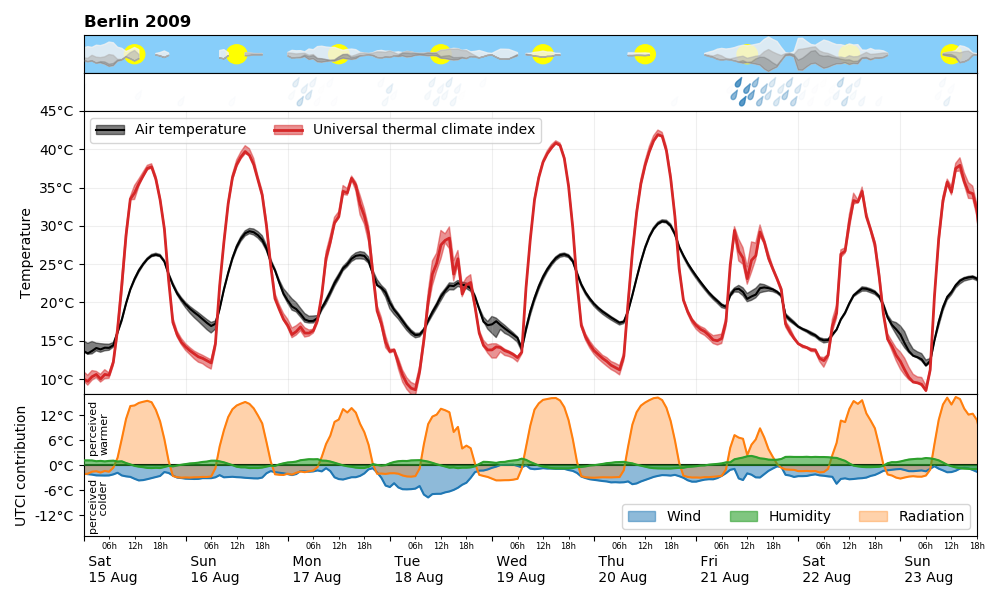 Berlin 2009
45°C
40°C
35°C
30°C
25°C
20°C
15°C
10°C
Temperature
Air temperature
Universal thermal climate index
12°C
6°C
0°C
-6°C
-12°C
UTCI contribution
perceived
warmer
perceived
colder
Wind
Humidity
Radiation
06h 12h 18h 06h 12h 18h 06h 12h 18h 06h 12h 18h 06h 12h 18h 06h 12h 18h 06h 12h 18h 06h 12h 18h 06h 12h 18h
Sat Sun Mon Tue Wed Thu Fri Sat Sun
15 Aug 16 Aug 17 Aug 18 Aug 19 Aug 20 Aug 21 Aug 22 Aug 23 Aug